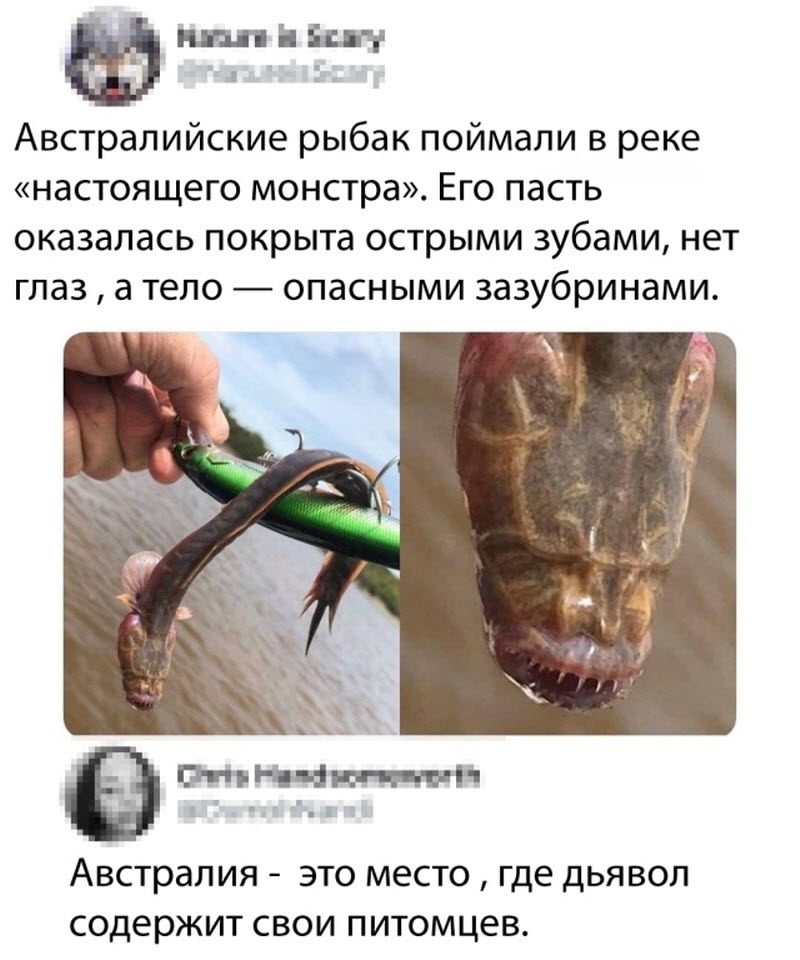 Австралийские рыбак поймали в реке
«настоящего монстра». Его пасть
оказалась покрыта острыми зубами, нет
глаз , а тело — опасными зазубринами.
Австралия - это место , где дьявол
содержит свои питомцев.